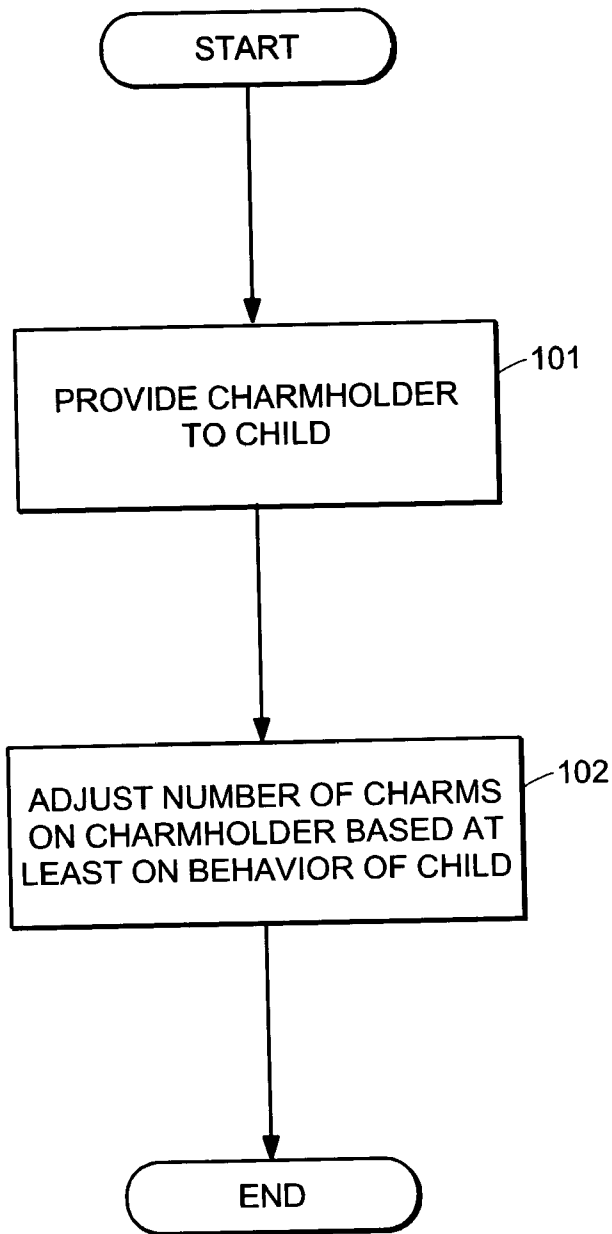 START
PROVIDE CHARMHOLDER
TO CHILD
101
ADJUST NUMBER OF CHARMS
ON CHARMHOLDER BASED AT
LEAST ON BEHAVIOR OF CHILD
102
END